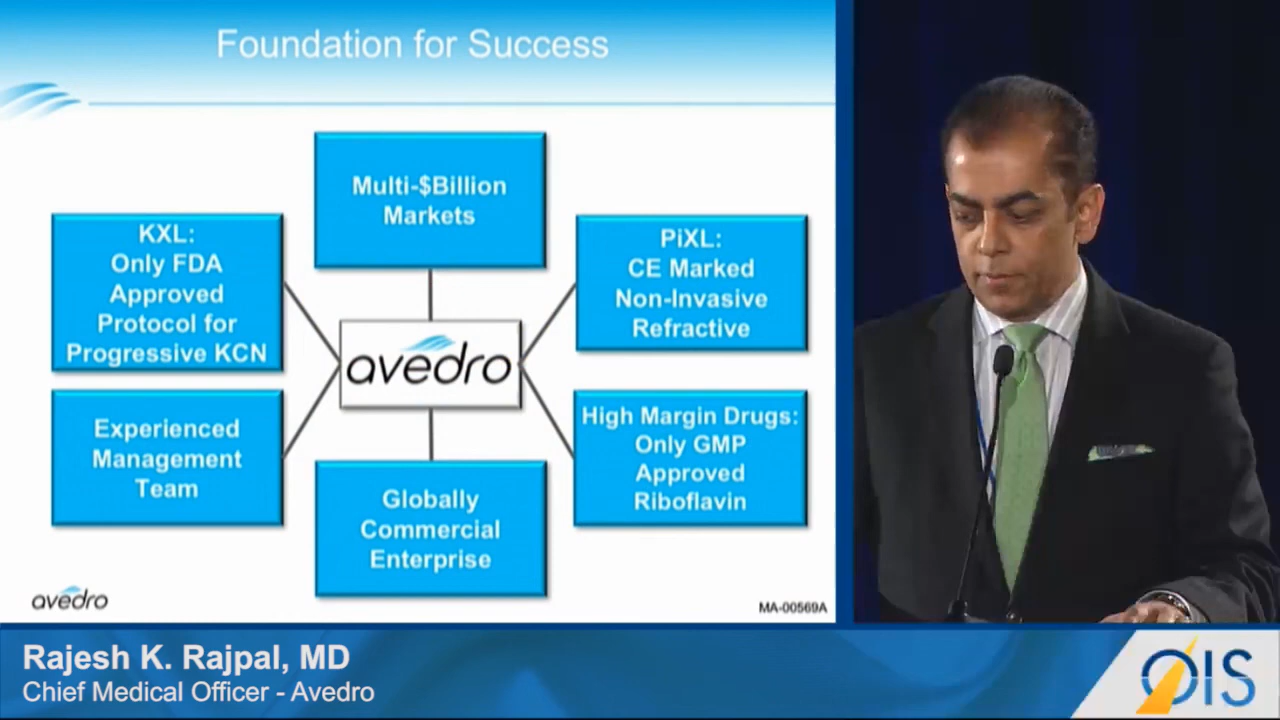 Foundation for Success
Multi-$Billion
Markets
KXL:
Only FDA
Approved
Protocol for
Progressive KCN
PiXL:
CE Marked
Non-Invasive
Refractive
avedro
Experienced
Management
Team
High Margin Drugs:
Only GMP
Approved
Riboflavin
Globally
Commercial
Enterprise
avedro
MA-00569A
Rajesh K. Rajpal, MD
Chief Medical Officer - Avedro
OIS